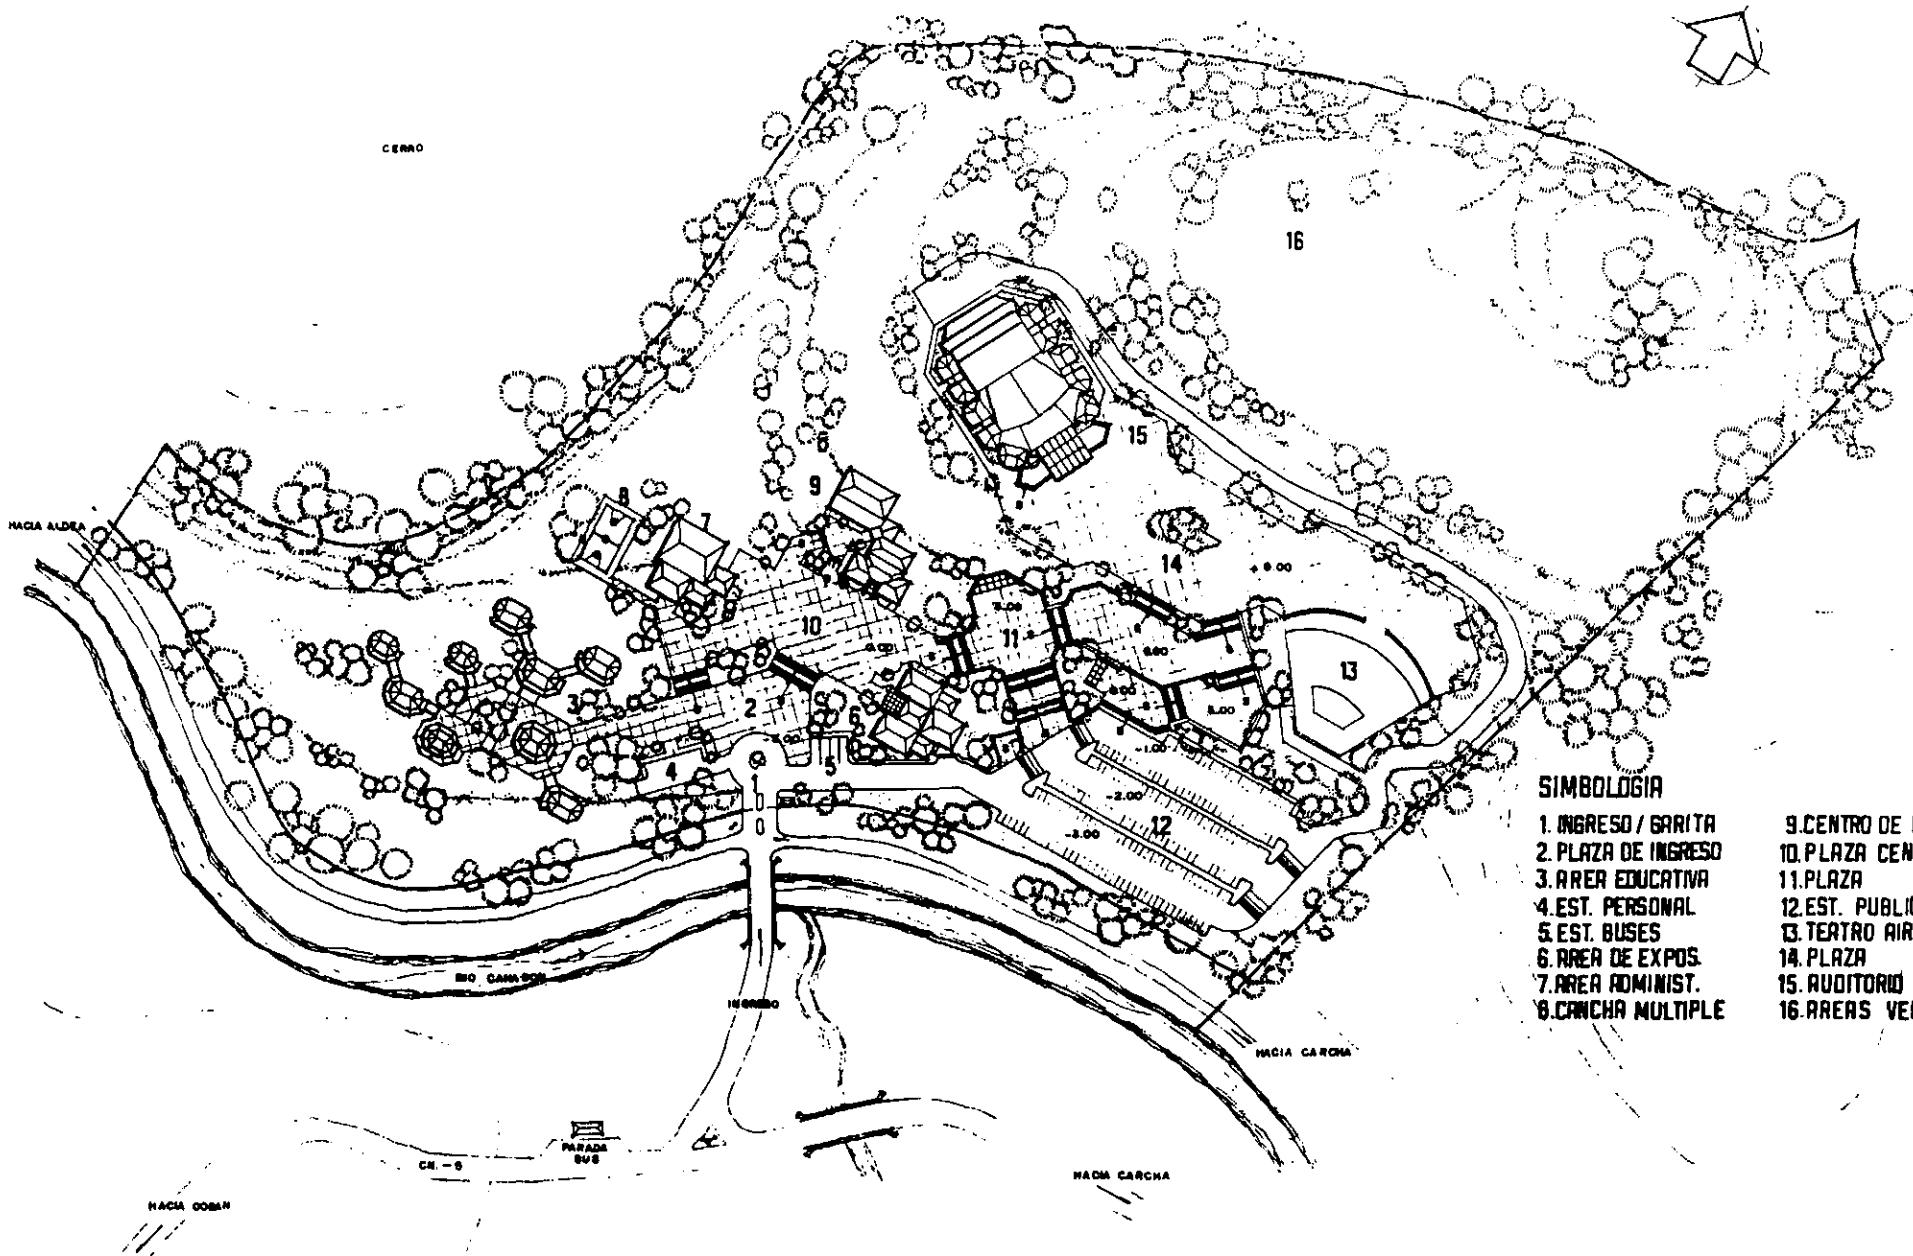 CERRO
16
15
8
9
7
HACIA ALDEA
14
+ 6.00
10
11
13
0.00
3
2
6
5.00
-1.00
4
5
1
-2.00
12
-3.00
SIMBOLOGIA
1. INGRESO / GARITA
2. PLAZA DE INGRESO
3. AREA EDUCATIVA
4. EST. PERSONAL
5. EST. BUSES
6. AREA DE EXPOS.
7. AREA ADMINIST.
8. CANCHA MULTIPLE
9. CENTRO DE
10. PLAZA CEN
11. PLAZA
12. EST. PUBLI
13. TEATRO AIR
14. PLAZA
15. AUDITORIO
16. AREAS VE
RIO
INGRESO
HACIA CARCHA
PARADA
BUS
HACIA CARCHA
HACIA COBAN